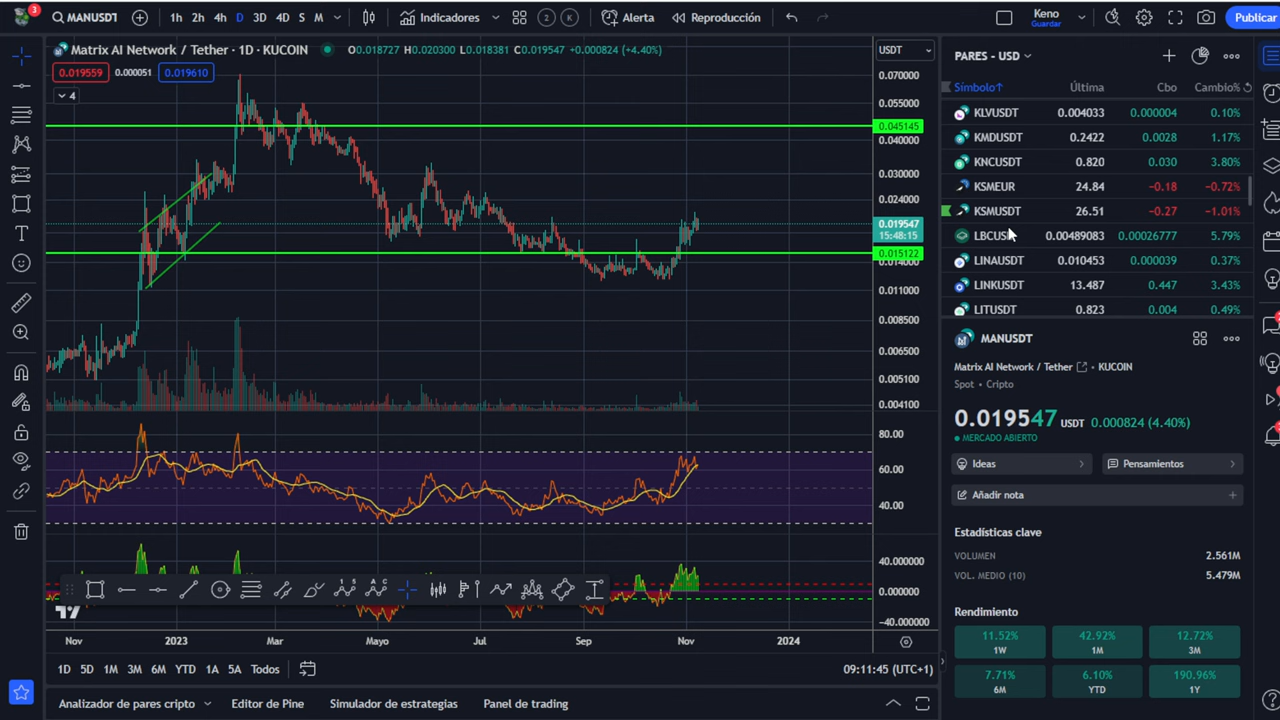 3
MANUSDT
1h 2h 4h D 3D 4D S M
Indicadores
2 K
Alerta
Reproducción
Keno
Guardar
Publicar
Matrix AI Network / Tether · 1D · KUCOIN
O0.018727 H0.020300 L0.018381 C0.019547 +0.000824 (+4.40%)
0.019559 0.000051 0.019610
4
USDT
0.070000
0.055000
0.045145
0.040000
0.030000
0.024000
0.019547
15:48:15
0.015122
0.014000
0.011000
0.008500
0.006500
0.005100
0.004100
80.00
60.00
40.00
40.000000
0.000000
−40.000000
Nov 2023 Mar Mayo Jul Sep Nov 2024
1D 5D 1M 3M 6M YTD 1A 5A Todos
09:11:45 (UTC+1)
Analizador de pares cripto Editor de Pine Simulador de estrategias Panel de trading
PARES - USD
Símbolo↑ Última Cbo Cambio%
KLVUSDT 0.004033 0.000004 0.10%
KMDUSDT 0.2422 0.0028 1.17%
KNCUSDT 0.820 0.030 3.80%
KSMEUR 24.84 −0.18 −0.72%
KSMUSDT 26.51 −0.27 −1.01%
0.00489083 0.00026777 5.79%
LINAUSDT 0.010453 0.000039 0.37%
LINKUSDT 13.487 0.447 3.43%
LITUSDT 0.823 0.004 0.49%
MANUSDT
Matrix AI Network / Tether · KUCOIN
Spot · Cripto
0.019547 USDT 0.000824 (4.40%)
MERCADO ABIERTO
Ideas
Pensamientos
Añadir nota
Estadísticas clave
VOLUMEN 2.561M
VOL. MEDIO (10) 5.479M
Rendimiento
11.52% 42.92% 12.72%
1W 1M 3M
7.71% 6.10% 190.96%
6M YTD 1Y